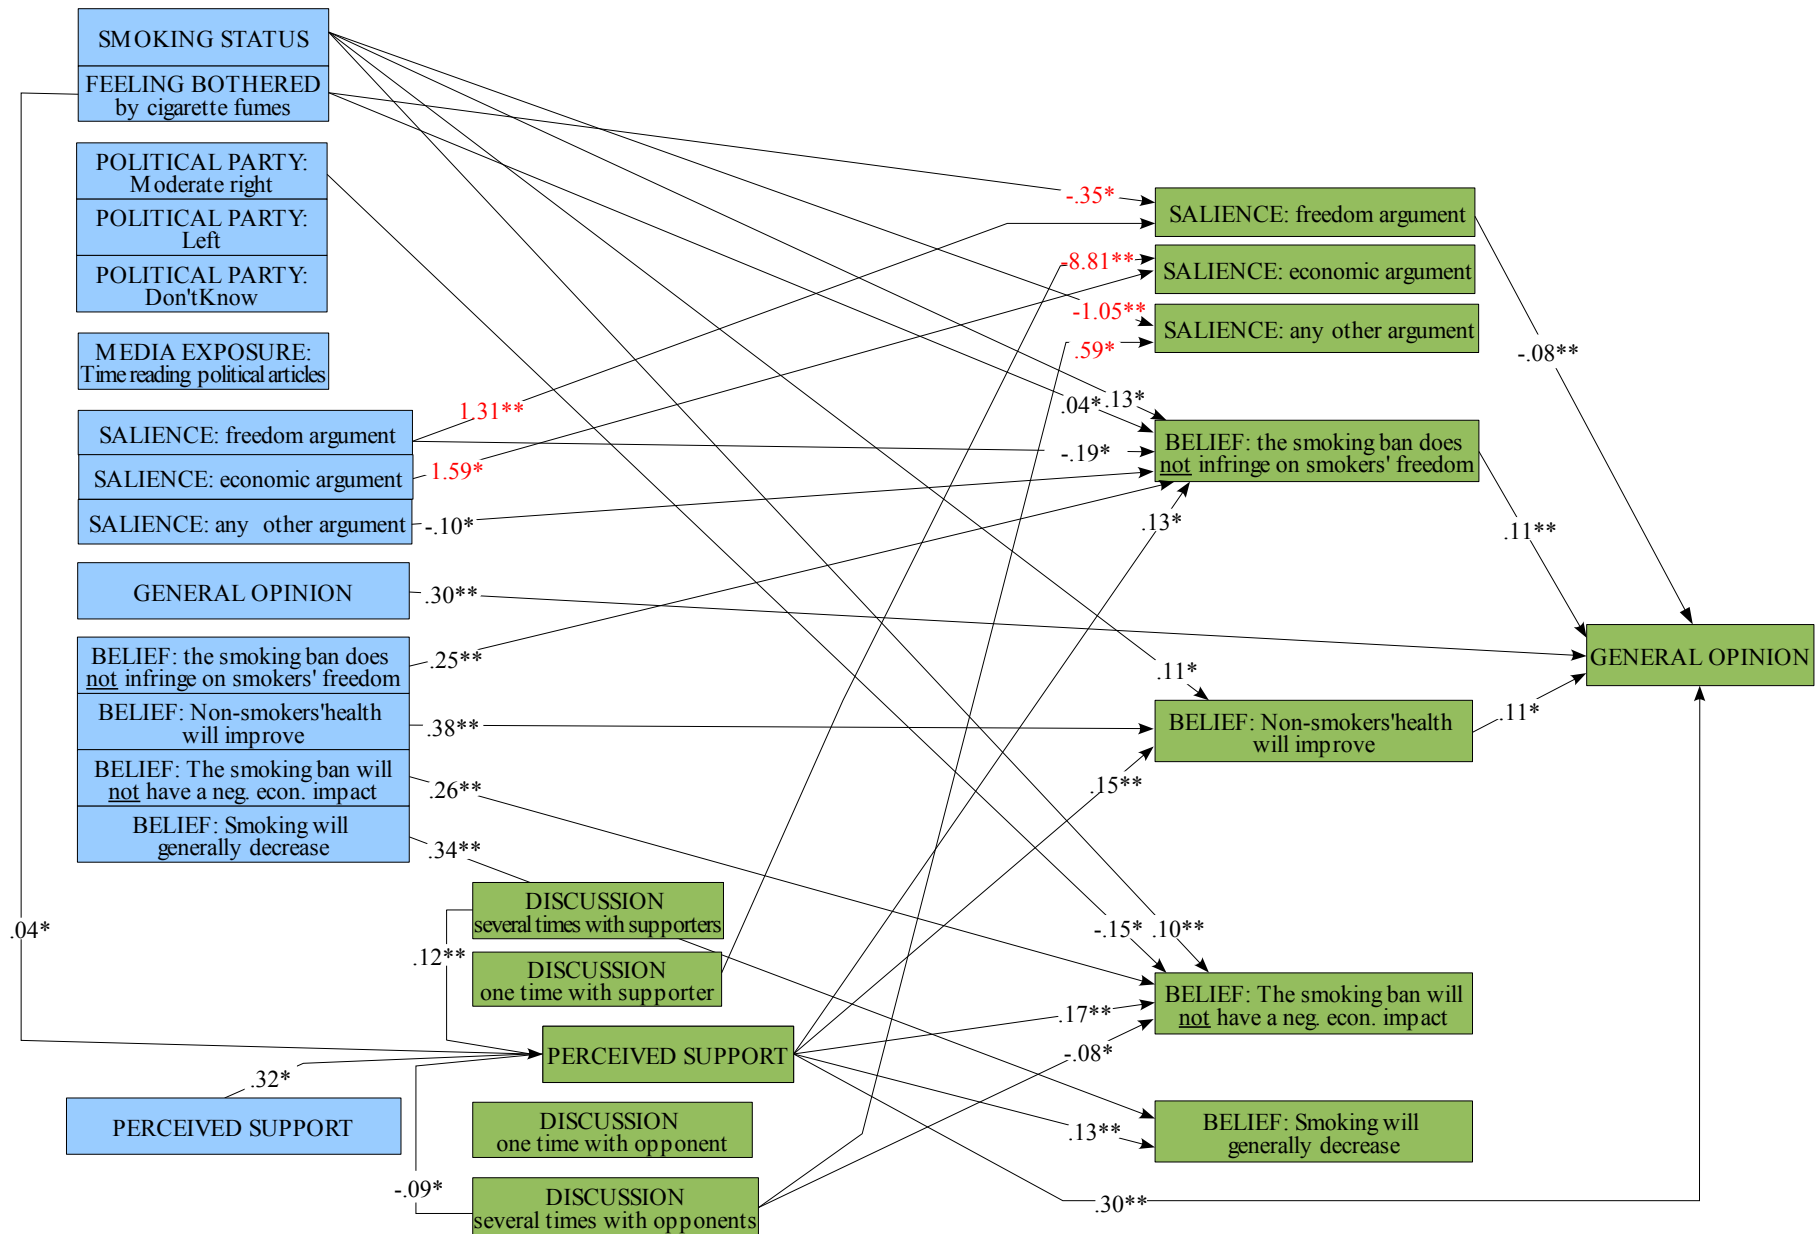 SMOKING STATUS
FEELING BOTHERED
by cigarette fumes
POLITICAL PARTY:
Moderate right
POLITICAL PARTY:
Left
POLITICAL PARTY:
Don'tKnow
MEDIA EXPOSURE:
Time reading political articles
SALIENCE: freedom argument
SALIENCE: economic argument
SALIENCE: any other argument
GENERAL OPINION
BELIEF: the smoking ban does
not infringe on smokers' freedom
BELIEF: Non-smokers'health
will improve
BELIEF: The smoking ban will
not have a neg. econ. impact
BELIEF: Smoking will
generally decrease
PERCEIVED SUPPORT
.04*
.32*
1.31**
1.59*
-.10*
.30**
.25**
.38**
.26**
.34**
.12**
-.09*
DISCUSSION
several times with supporters
DISCUSSION
one time with supporter
PERCEIVED SUPPORT
DISCUSSION
one time with opponent
DISCUSSION
several times with opponents
-.35*
-8.81**
-1.05**
.59*
.04*
.13*
-.19*
.13*
.11*
.15**
-.15*
.10**
.17**
-.08*
.13**
.30**
SALIENCE: freedom argument
SALIENCE: economic argument
SALIENCE: any other argument
BELIEF: the smoking ban does
not infringe on smokers' freedom
BELIEF: Non-smokers'health
will improve
BELIEF: The smoking ban will
not have a neg. econ. impact
BELIEF: Smoking will
generally decrease
-.08**
.11**
.11*
GENERAL OPINION